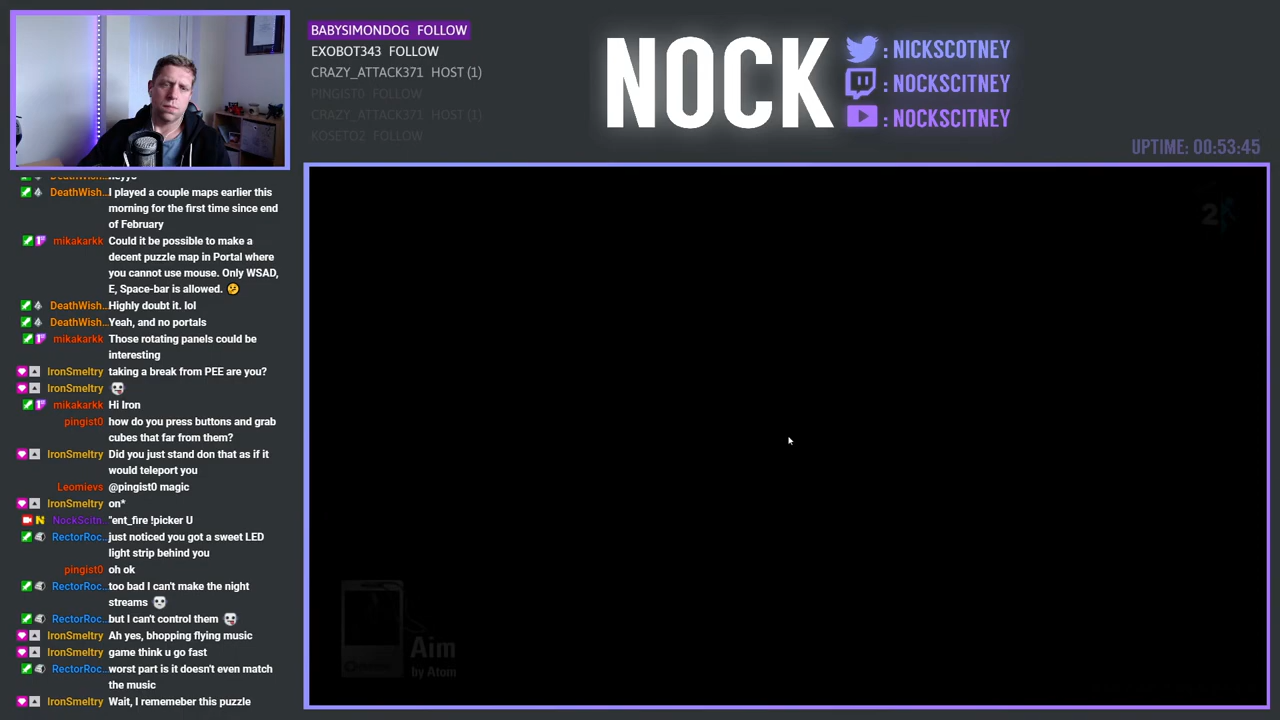 BABYSIMONDOG FOLLOW
EXOBOT343 FOLLOW
CRAZY_ATTACK371 HOST (1)
PINGIST0 FOLLOW
CRAZY_ATTACK371 HOST (1)
KOSETO2 FOLLOW
NOCK
: NICKSCOTNEY
: NOCKSCITNEY
: NOCKSCITNEY
UPTIME: 00:53:45
DeathWish...
DeathWish... I played a couple maps earlier this
morning for the first time since end
of February
mikakarkk Could it be possible to make a
decent puzzle map in Portal where
you cannot use mouse. Only WSAD,
E, Space-bar is allowed.
DeathWish... Highly doubt it. lol
DeathWish... Yeah, and no portals
mikakarkk Those rotating panels could be
interesting
IronSmeltry taking a break from PEE are you?
IronSmeltry
mikakarkk Hi Iron
pingist0 how do you press buttons and grab
cubes that far from them?
IronSmeltry Did you just stand don that as if it
would teleport you
Leomievs @pingist0 magic
IronSmeltry on*
NockScitn... "ent_fire !picker U
RectorRoc... just noticed you got a sweet LED
light strip behind you
pingist0 oh ok
RectorRoc... too bad I can't make the night
streams
RectorRoc... but I can't control them
IronSmeltry Ah yes, bhopping flying music
IronSmeltry game think u go fast
RectorRoc... worst part is it doesn't even match
the music
IronSmeltry Wait, I rememeber this puzzle
2
Aim
by Atom